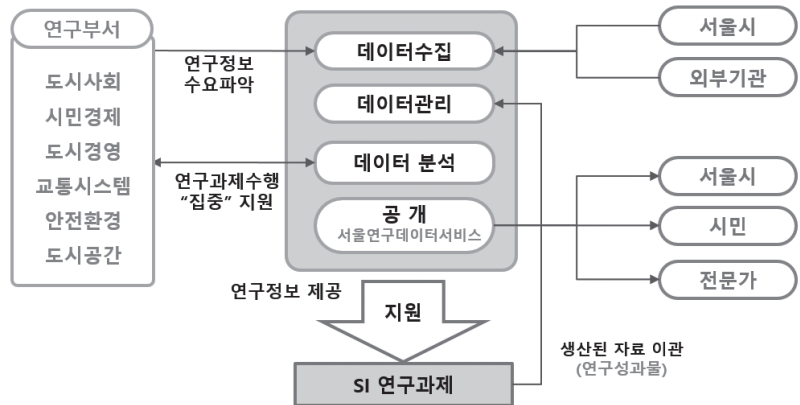 연구부서
도시사회
시민경제
도시경영
교통시스템
안전환경
도시공간
연구정보
수요파악
연구과제수행
“집중” 지원
데이터수집
데이터관리
데이터 분석
공 개
서울연구데이터서비스
서울시
외부기관
서울시
시민
전문가
연구정보 제공
지원
SI 연구과제
생산된 자료 이관
(연구성과물)